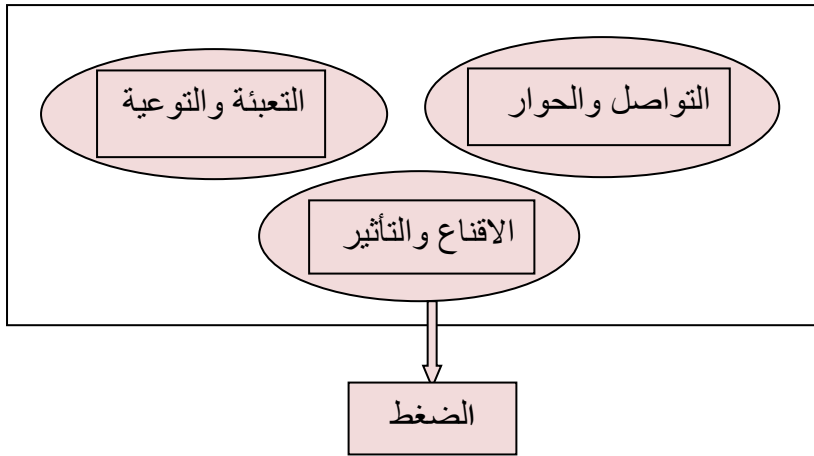 التواصل والحوار
التعبئة والتوعية
الاقناع والتأثير
الضغط